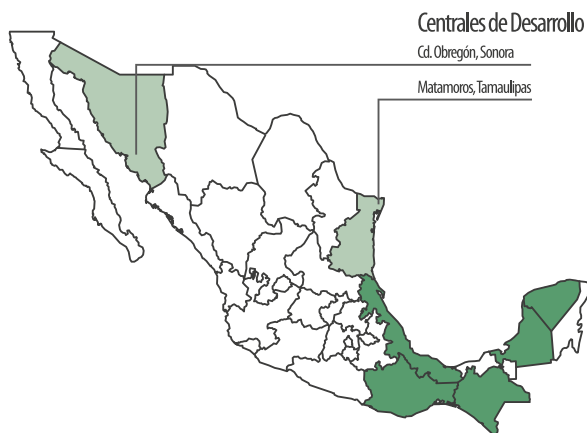 Centrales de Desarrollo
Cd. Obregón, Sonora
Matamoros, Tamaulipas